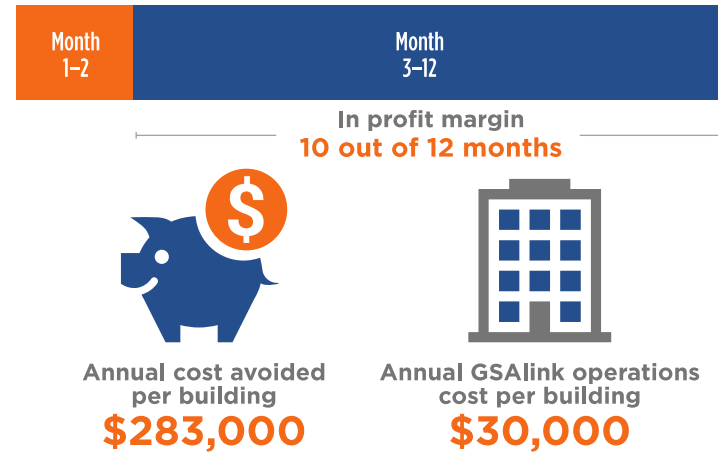 Month
1–2
Month
3–12
In profit margin
10 out of 12 months
$
Annual cost avoided
per building
$283,000
Annual GSAlink operations
cost per building
$30,000